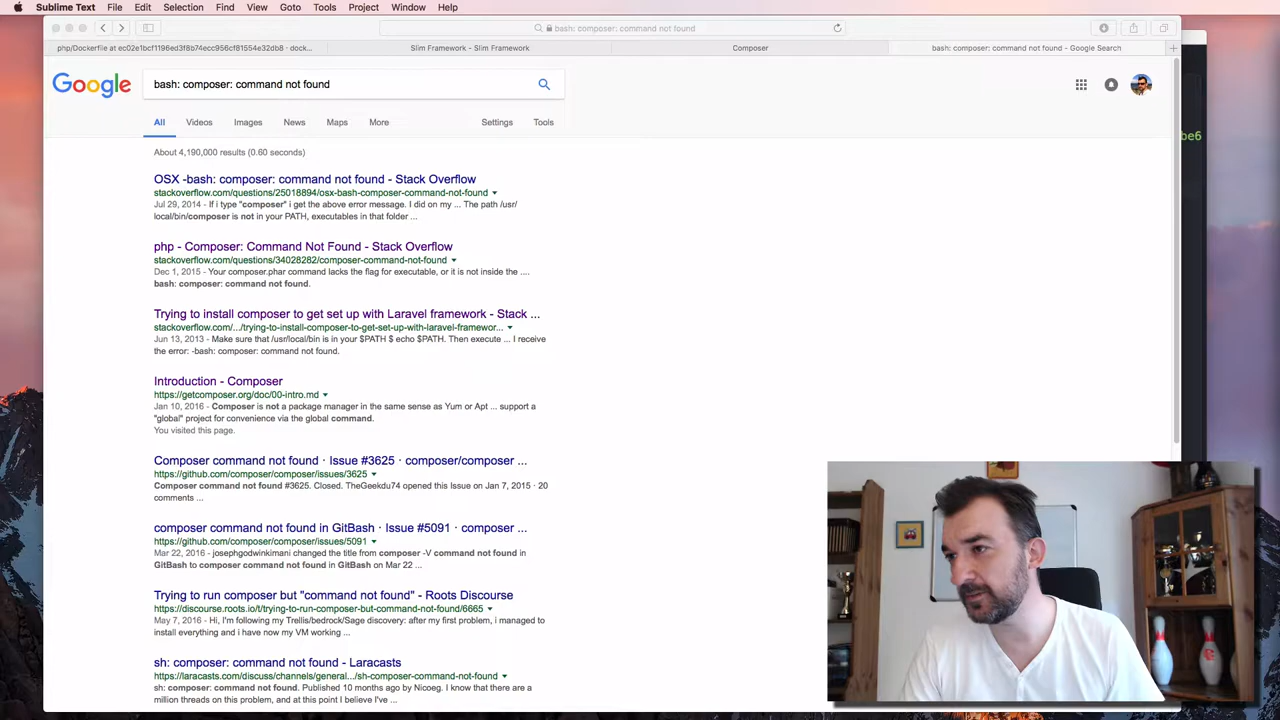 Sublime Text File Edit Selection Find View Goto Tools Project Window Help
bash: composer: command not found
php/Dockerfile at ec02e1bcf1196ed3f8b74ecc956cf81554e32db8 · dock...
Slim Framework - Slim Framework
Composer
bash: composer: command not found - Google Search
Google
bash: composer: command not found
All Videos Images News Maps More Settings Tools
be6
About 4,190,000 results (0.60 seconds)
OSX -bash: composer: command not found - Stack Overflow
stackoverflow.com/questions/25018894/osx-bash-composer-command-not-found
Jul 29, 2014 - If i type "composer" i get the above error message. I did on my ... The path /usr/
local/bin/composer is not in your PATH, executables in that folder ...
php - Composer: Command Not Found - Stack Overflow
stackoverflow.com/questions/34028282/composer-command-not-found
Dec 1, 2015 - Your composer.phar command lacks the flag for executable, or it is not inside the ....
bash: composer: command not found.
Trying to install composer to get set up with Laravel framework - Stack ...
stackoverflow.com/.../trying-to-install-composer-to-get-set-up-with-laravel-framewor...
Jun 13, 2013 - Make sure that /usr/local/bin is in your $PATH $ echo $PATH. Then execute ... I receive
the error: -bash: composer: command not found.
Introduction - Composer
https://getcomposer.org/doc/00-intro.md
Jan 10, 2016 - Composer is not a package manager in the same sense as Yum or Apt ... support a
"global" project for convenience via the global command.
You visited this page.
Composer command not found · Issue #3625 · composer/composer ...
https://github.com/composer/composer/issues/3625
Composer command not found #3625. Closed. TheGeekdu74 opened this Issue on Jan 7, 2015 · 20
comments ...
composer command not found in GitBash · Issue #5091 · composer ...
https://github.com/composer/composer/issues/5091
Mar 22, 2016 - josephgodwinkimani changed the title from composer -V command not found in
GitBash to composer command not found in GitBash on Mar 22 ...
Trying to run composer but "command not found" - Roots Discourse
https://discourse.roots.io/t/trying-to-run-composer-but-command-not-found/6665
May 7, 2016 - Hi, I'm following my Trellis/bedrock/Sage discovery: after my first problem, i managed to
install everything and i have now my VM working ...
sh: composer: command not found - Laracasts
https://laracasts.com/discuss/channels/general.../sh-composer-command-not-found
sh: composer: command not found. Published 10 months ago by Nicoeg. I know that there are a
million threads on this problem, and at this point I believe I've ...